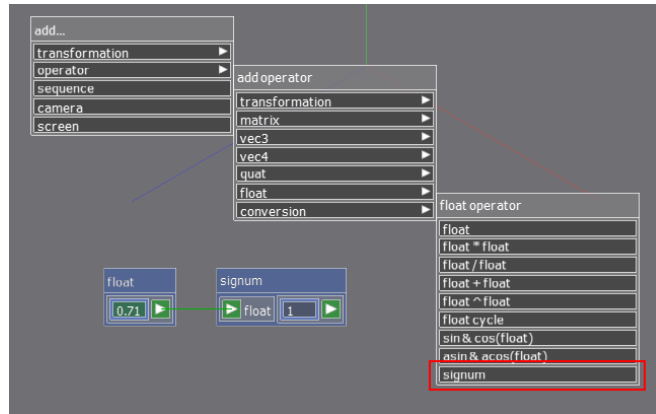 add...
transformation
operator
sequence
camera
screen
add operator
transformation
matrix
vec3
vec4
quat
float
conversion
float operator
float
float * float
float / float
float + float
float ^ float
float cycle
sin & cos(float)
asin & acos(float)
signum
float
0.71
signum
float 1